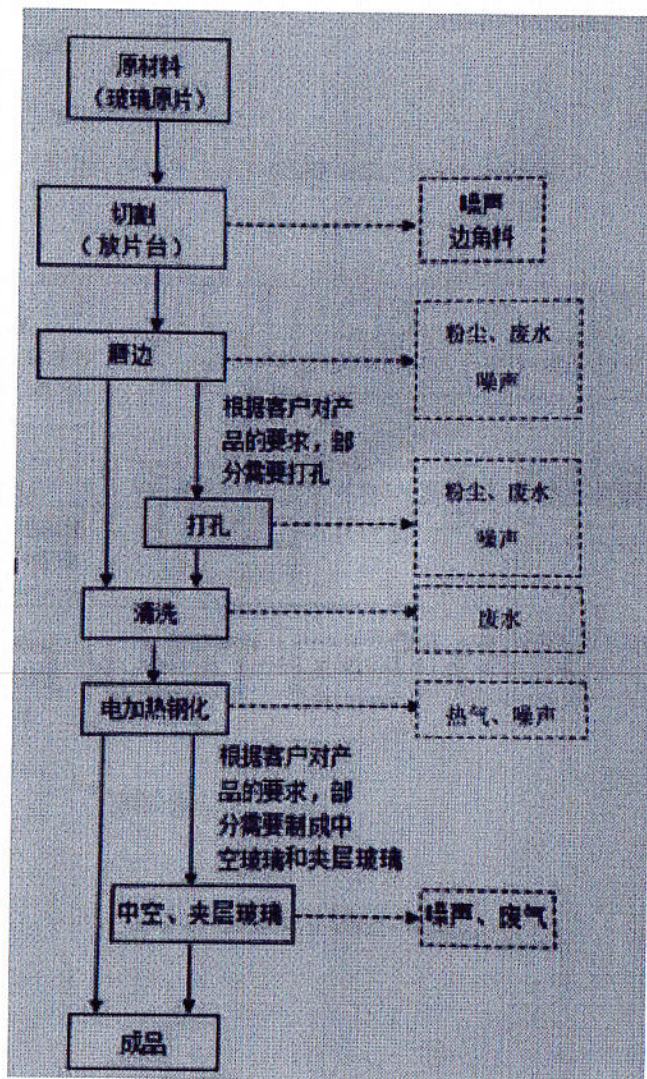 原材料
（玻璃原片）
切割
（放片台）
噪声
边角料
磨边
粉尘、废水
噪声
根据客户对产
品的要求，部
分需要打孔
打孔
粉尘、废水
噪声
清洗
废水
电加热钢化
热气、噪声
根据客户对产
品的要求，部
分需要制成中
空玻璃和夹层玻璃
中空、夹层玻璃
噪声、废气
成品